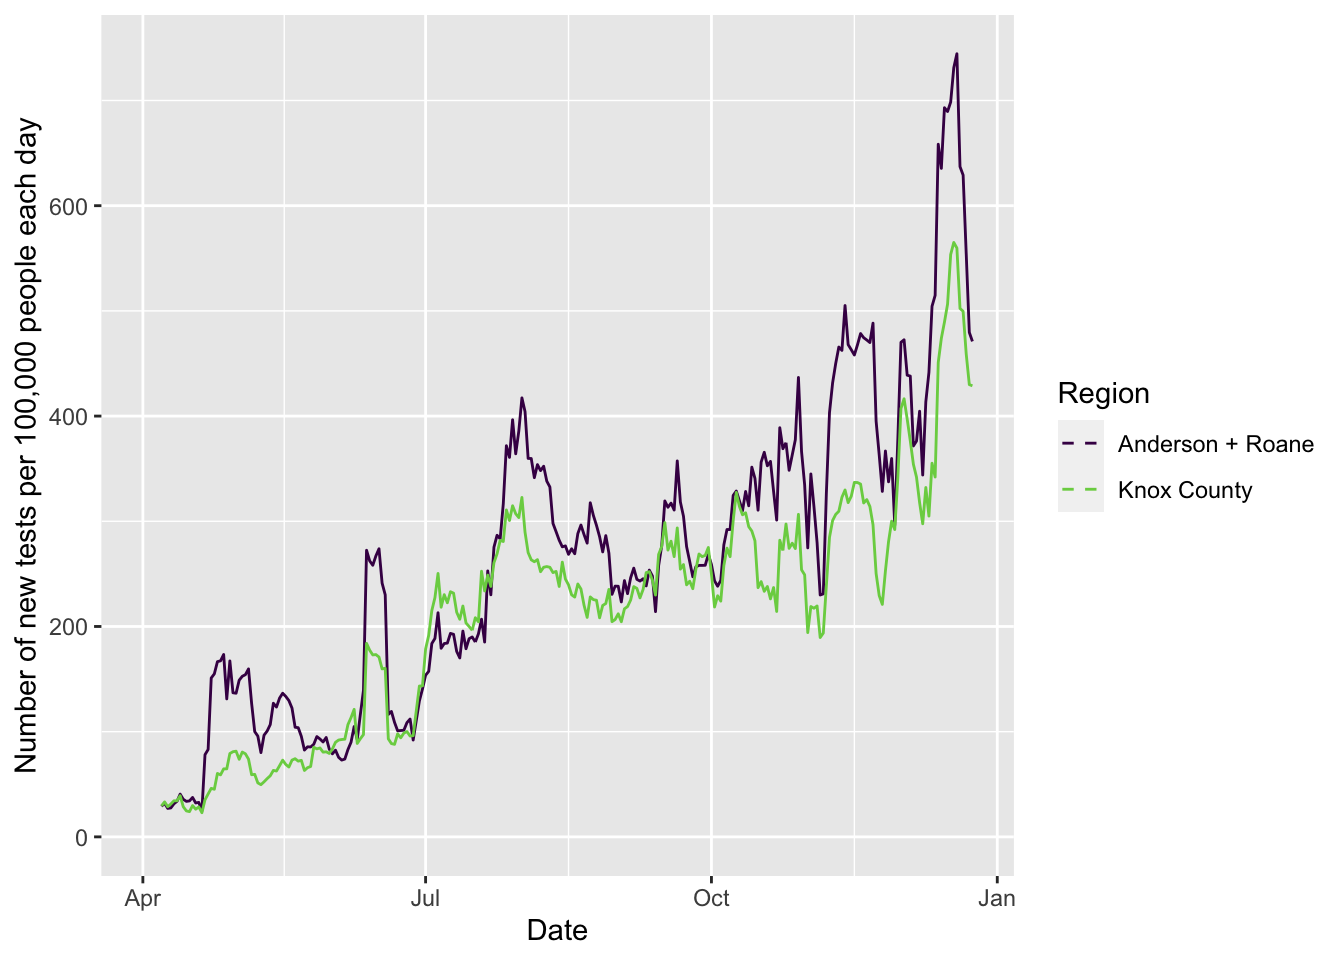 Number of new tests per 100,000 people each day
600
400
200
0
Apr
Jul
Oct
Jan
Date
Region
Anderson + Roane
Knox County